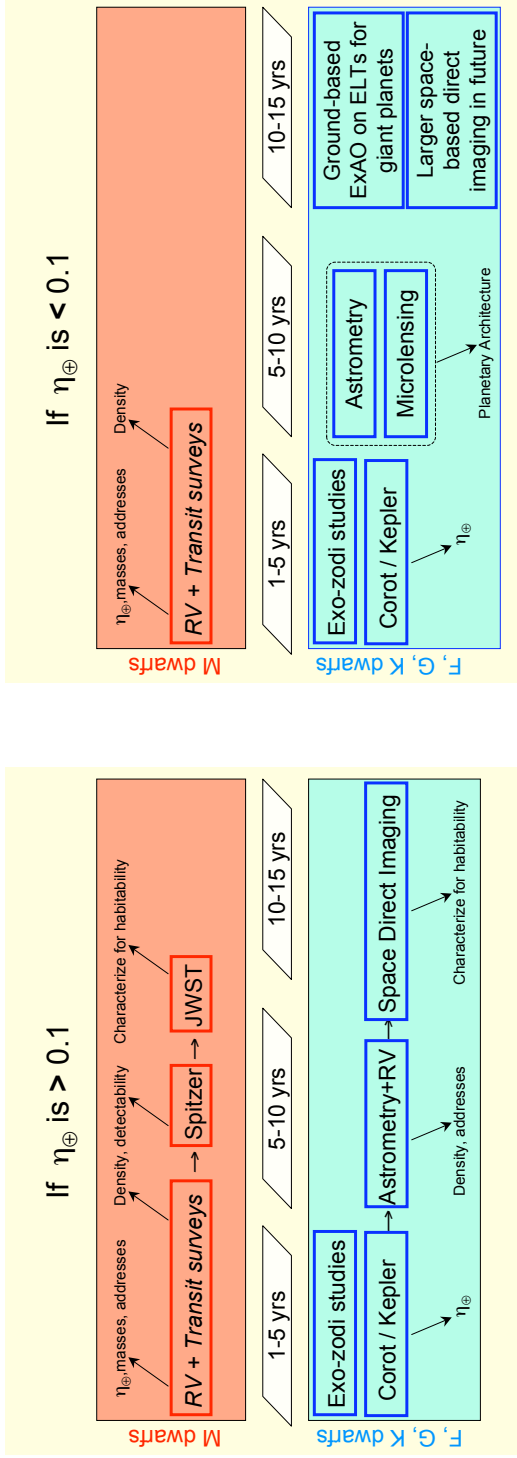 If η⊕ is > 0.1
M dwarfs
η⊕,masses, addresses
Density, detectability
Characterize for habitability
RV + Transit surveys
Spitzer
JWST
1-5 yrs
5-10 yrs
10-15 yrs
F, G, K dwarfs
Exo-zodi studies
Corot / Kepler
Astrometry+RV
Space Direct Imaging
η⊕
Density, addresses
Characterize for habitability
If η⊕ is < 0.1
M dwarfs
η⊕,masses, addresses
Density
RV + Transit surveys
1-5 yrs
5-10 yrs
10-15 yrs
F, G, K dwarfs
Exo-zodi studies
Corot / Kepler
η⊕
Astrometry
Microlensing
Planetary Architecture
Ground-based
ExAO on ELTs for
giant planets
Larger space-
based direct
imaging in future